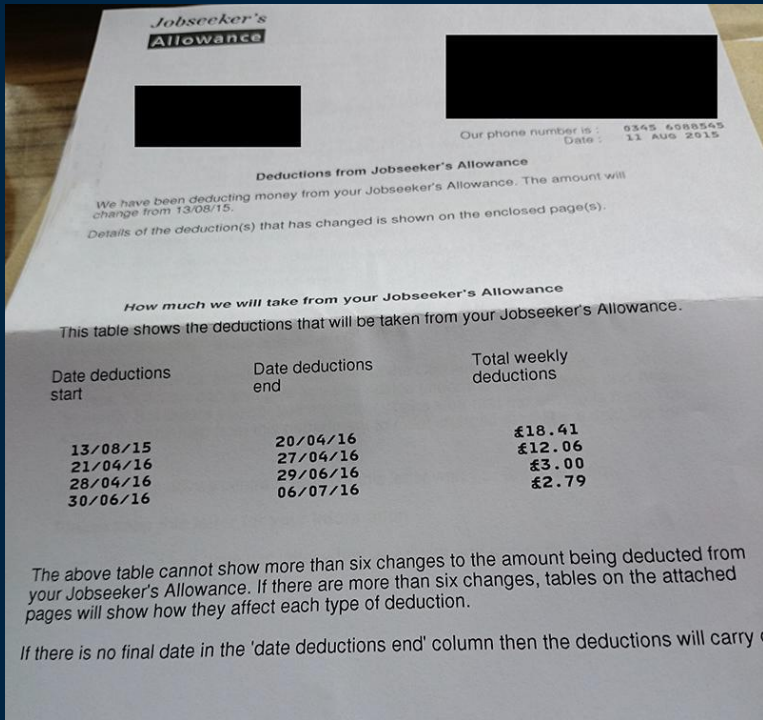 Jobseeker's
Allowance
Our phone number is : 0345 6088545
Date : 11 AUG 2015
Deductions from Jobseeker's Allowance
We have been deducting money from your Jobseeker's Allowance. The amount will
change from 13/08/15.
Details of the deduction(s) that has changed is shown on the enclosed page(s).
How much we will take from your Jobseeker's Allowance
This table shows the deductions that will be taken from your Jobseeker's Allowance.
Date deductions start Date deductions end Total weekly deductions
13/08/15 20/04/16 £18.41
21/04/16 27/04/16 £12.06
28/04/16 29/06/16 £3.00
30/06/16 06/07/16 £2.79
The above table cannot show more than six changes to the amount being deducted from
your Jobseeker's Allowance. If there are more than six changes, tables on the attached
pages will show how they affect each type of deduction.
If there is no final date in the 'date deductions end' column then the deductions will carry